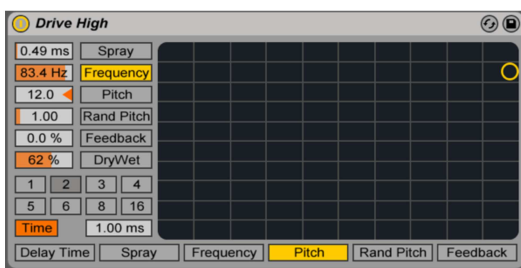 Drive High
0.49 ms Spray
83.4 Hz Frequency
12.0 Pitch
1.00 Rand Pitch
0.0 % Feedback
62 % DryWet
1 2 3 4
5 6 8 16
Time 1.00 ms
Delay Time Spray Frequency Pitch Rand Pitch Feedback